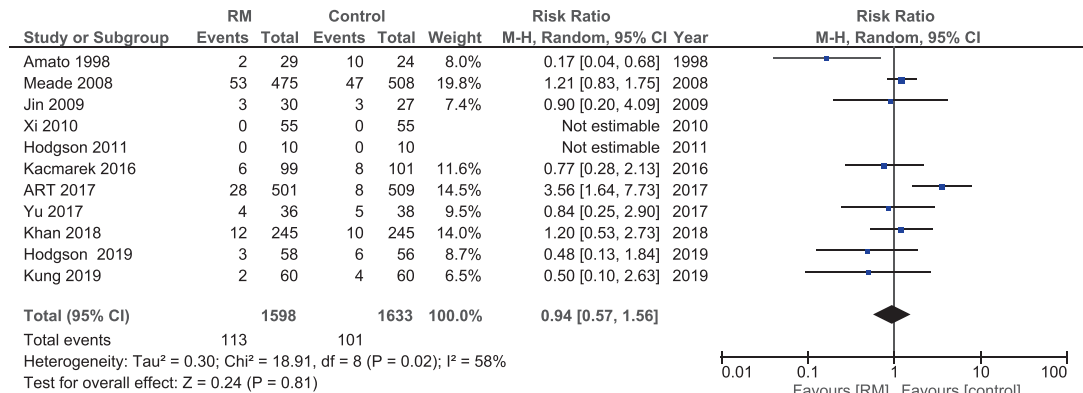 RM Control Risk Ratio Risk Ratio
Study or Subgroup Events Total Events Total Weight M-H, Random, 95% CI Year M-H, Random, 95% CI
Amato 1998 2 29 10 24 8.0% 0.17 [0.04, 0.68] 1998
Meade 2008 53 475 47 508 19.8% 1.21 [0.83, 1.75] 2008
Jin 2009 3 30 3 27 7.4% 0.90 [0.20, 4.09] 2009
Xi 2010 0 55 0 55 Not estimable 2010
Hodgson 2011 0 10 0 10 Not estimable 2011
Kacmarek 2016 6 99 8 101 11.6% 0.77 [0.28, 2.13] 2016
ART 2017 28 501 8 509 14.5% 3.56 [1.64, 7.73] 2017
Yu 2017 4 36 5 38 9.5% 0.84 [0.25, 2.90] 2017
Khan 2018 12 245 10 245 14.0% 1.20 [0.53, 2.73] 2018
Hodgson 2019 3 58 6 56 8.7% 0.48 [0.13, 1.84] 2019
Kung 2019 2 60 4 60 6.5% 0.50 [0.10, 2.63] 2019
Total (95% CI) 1598 1633 100.0% 0.94 [0.57, 1.56]
Total events 113 101
Heterogeneity: Tau² = 0.30; Chi² = 18.91, df = 8 (P = 0.02); I² = 58%
Test for overall effect: Z = 0.24 (P = 0.81)
0.01 0.1 1 10 100
Favours [RM] Favours [control]